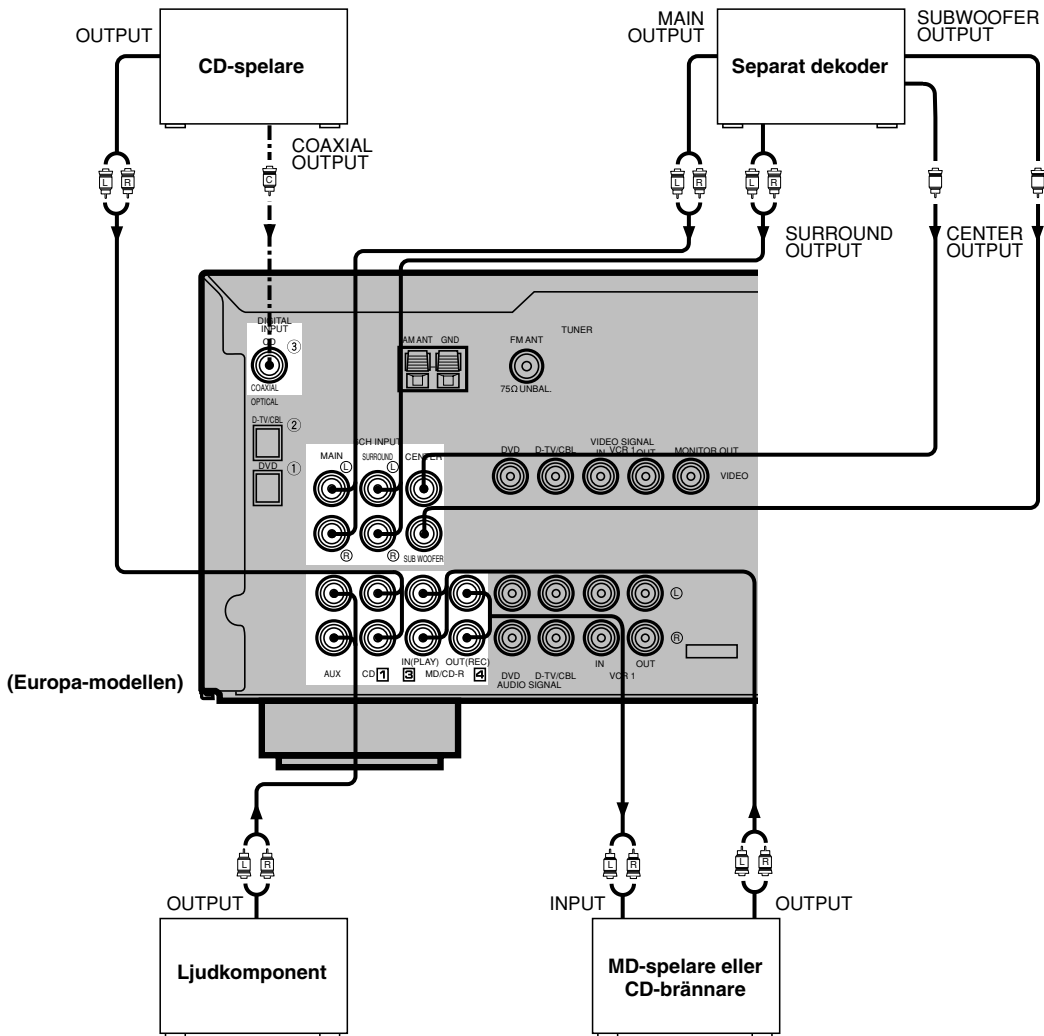 OUTPUT
CD-spelare
MAIN
OUTPUT
Separat dekoder
SUBWOOFER
OUTPUT
COAXIAL
OUTPUT
L
R
C
L
R
L
R
SURROUND
OUTPUT
CENTER
OUTPUT
DIGITAL
INPUT
CD
③
COAXIAL
OPTICAL
D-TV/CBL
②
DVD
①
AM ANT
GND
FM ANT
TUNER
75Ω UNBAL.
6CH INPUT
MAIN
SURROUND
CENTER
Ⓛ
Ⓛ
Ⓡ
Ⓡ
SUB WOOFER
VIDEO SIGNAL
DVD
D-TV/CBL
IN
VCR 1
OUT
MONITOR OUT
VIDEO
Ⓛ
Ⓡ
AUX
CD
1
IN(PLAY)
OUT(REC)
3
MD/CD-R
4
DVD
D-TV/CBL
AUDIO SIGNAL
IN
OUT
VCR 1
(Europa-modellen)
L
R
L
R
L
R
OUTPUT
Ljudkomponent
INPUT
OUTPUT
MD-spelare eller
CD-brännare